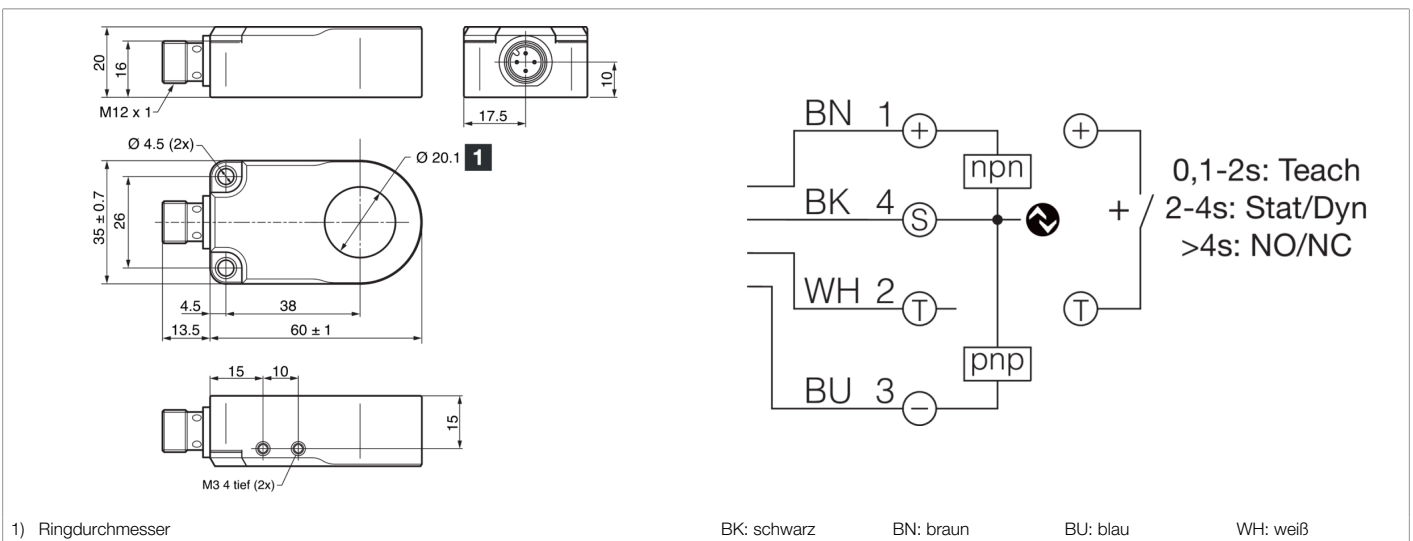 20
16
M12 x 1
17.5
10
Ø 4.5 (2x)
Ø 20.1 1
35 ± 0.7
26
4.5
38
13.5
60 ± 1
15
10
15
M3 4 tief (2x)
BN 1 +
npn
BK 4 S
WH 2 T
pnp
BU 3 −
+
+
T
0,1-2s: Teach
2-4s: Stat/Dyn
>4s: NO/NC
1) Ringdurchmesser
BK: schwarz BN: braun BU: blau WH: weiß